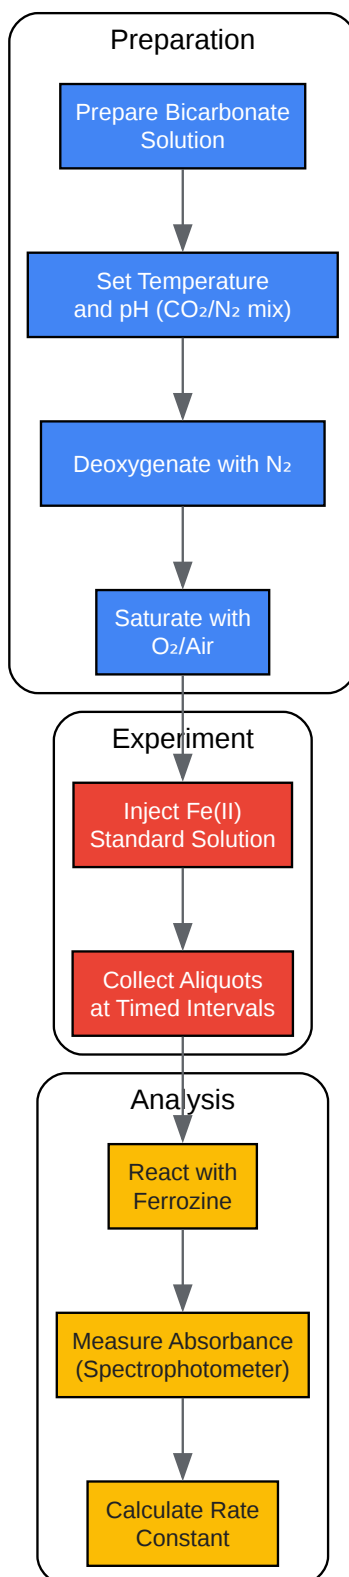 Preparation
Prepare Bicarbonate
Solution
Set Temperature
and pH (CO₂/N₂ mix)
Deoxygenate with N₂
Saturate with
O₂/Air
Experiment
Inject Fe(II)
Standard Solution
Collect Aliquots
at Timed Intervals
Analysis
React with
Ferrozine
Measure Absorbance
(Spectrophotometer)
Calculate Rate
Constant